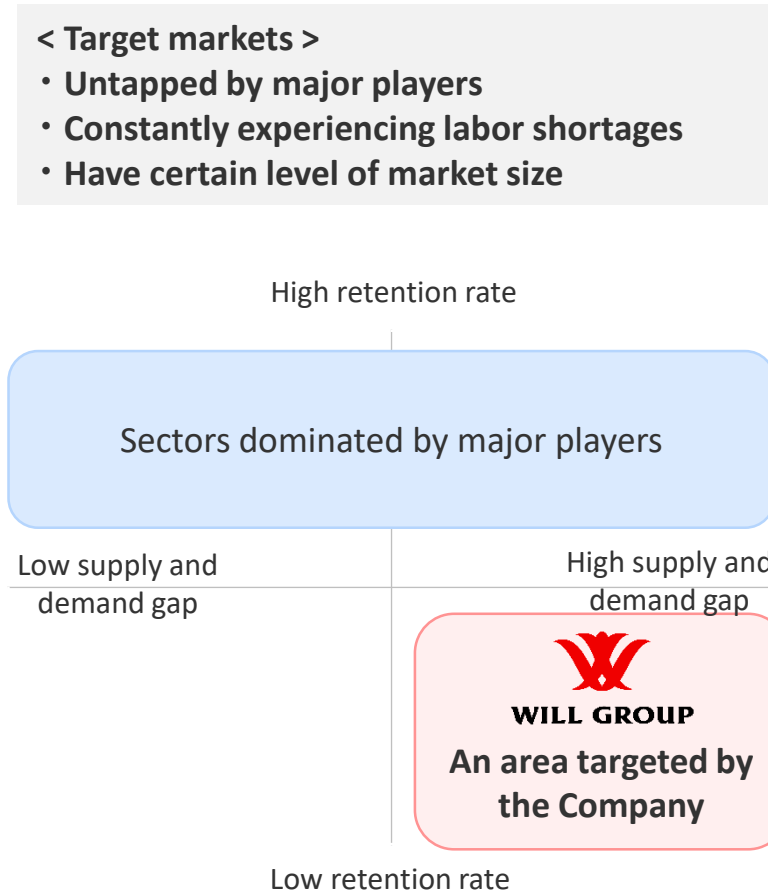 < Target markets >
・Untapped by major players
・Constantly experiencing labor shortages
・Have certain level of market size
High retention rate
Sectors dominated by major players
Low supply and
demand gap
High supply and
demand gap
WILL GROUP
An area targeted by
the Company
Low retention rate